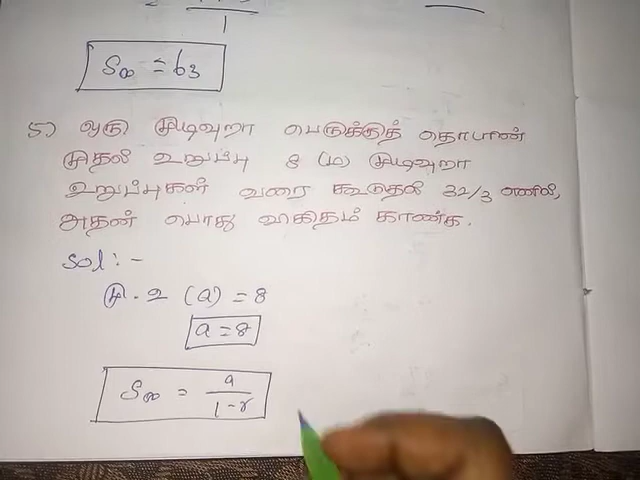 1
S∞ = 63
5) ஒரு முடிவுறா பெருக்குத் தொடரின்
முதல் உறுப்பு 8 (ம) முடிவுறா
உறுப்புகள் வரை கூடுதல் 32/3 எனில்,
அதன் பொது விகிதம் காண்க.
Sol:-
மு. உ (a) = 8
a = 8
S∞ = a / 1-r